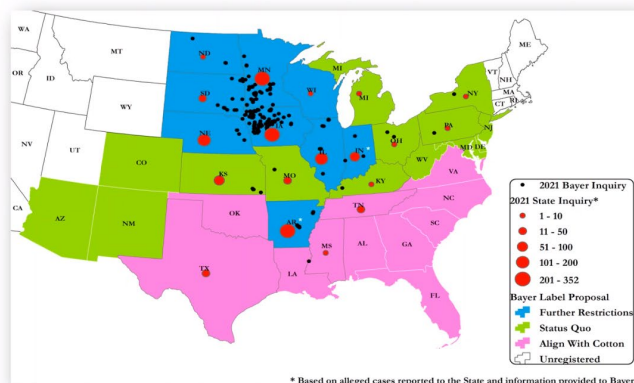 WA
MT
ND
MN
ME
OR
ID
SD
WI
MI
VT
NH
NY
MA
CT
RI
WY
MI
NE
IA
PA
NJ
NV
UT
CO
IL
IN
OH
MD
DE
WV
KS
MO
KY
VA
CA
AZ
NM
OK
AR
TN
NC
SC
TX
LA
MS
AL
GA
FL
2021 Bayer Inquiry
2021 State Inquiry*
1 - 10
11 - 50
51 - 100
101 - 200
201 - 352
Bayer Label Proposal
Further Restrictions
Status Quo
Align With Cotton
Unregistered
* Based on alleged cases reported to the State and information provided to Bayer